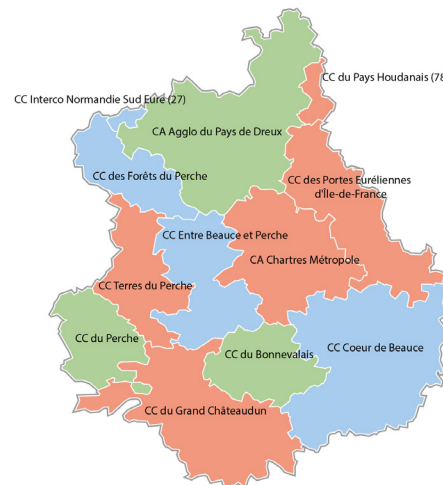 CC du Pays Houdanais (78
CC Interco Normandie Sud Eure (27)
CA Agglo du Pays de Dreux
CC des Forêts du Perche
CC des Portes Euréliennes
d'Île-de-France
CC Entre Beauce et Perche
CA Chartres Métropole
CC Terres du Perche
CC du Perche
CC du Bonnevalais
CC Coeur de Beauce
CC du Grand Châteaudun